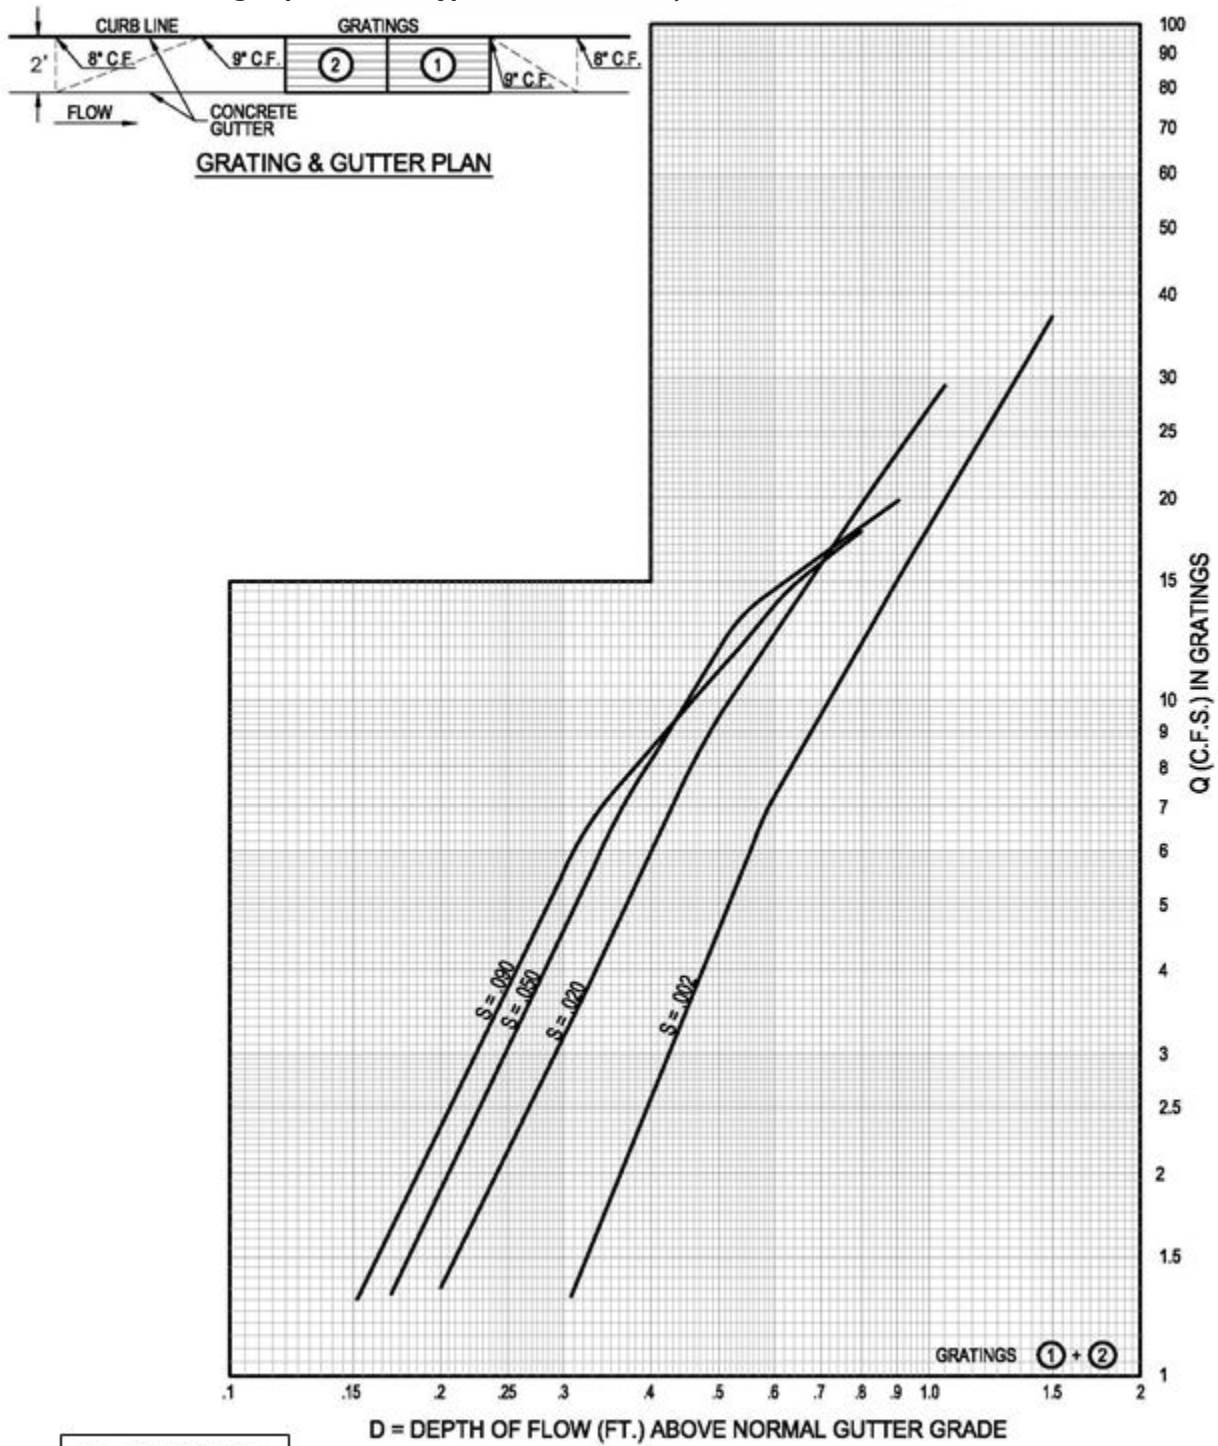 CURB LINE
GRATINGS
8" C.F.
9" C.F.
2
1
8" C.F.
2'
9" C.F.
FLOW
CONCRETE
GUTTER
GRATING & GUTTER PLAN
100
90
80
70
60
50
40
30
25
20
15
10
9
8
7
6
5
4
3
2.5
2
1.5
1
Q (C.F.S.) IN GRATINGS
S = .090
S = .050
S = .020
S = .002
GRATINGS 1 + 2
.1 .15 .2 .25 .3 .4 .5 .6 .7 .8 .9 1.0 1.5 2
D = DEPTH OF FLOW (FT.) ABOVE NORMAL GUTTER GRADE